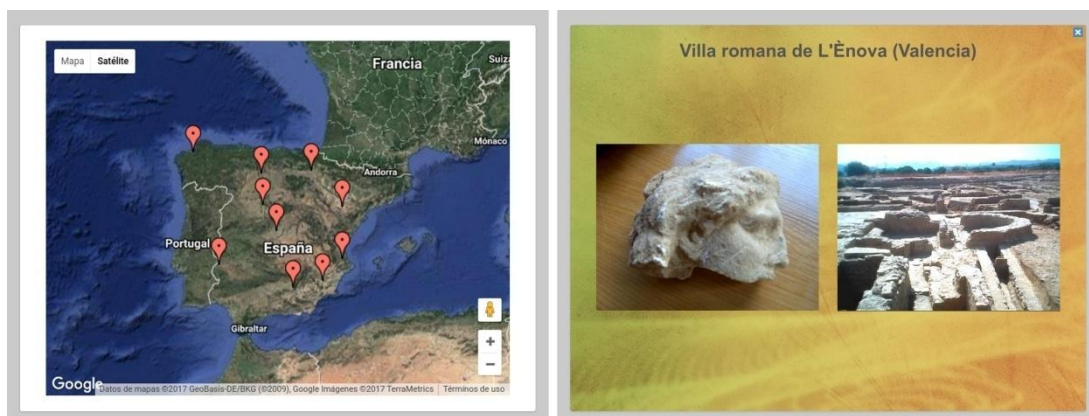 Mapa Satélite
Francia
Suiza
Mónaco
Andorra
Portugal
España
Gibraltar
+
−
Google
Datos de mapas ©2017 GeoBasis-DE/BKG (©2009), Google Imágenes ©2017 TerraMetrics Términos de uso
Villa romana de L'Ènova (Valencia)